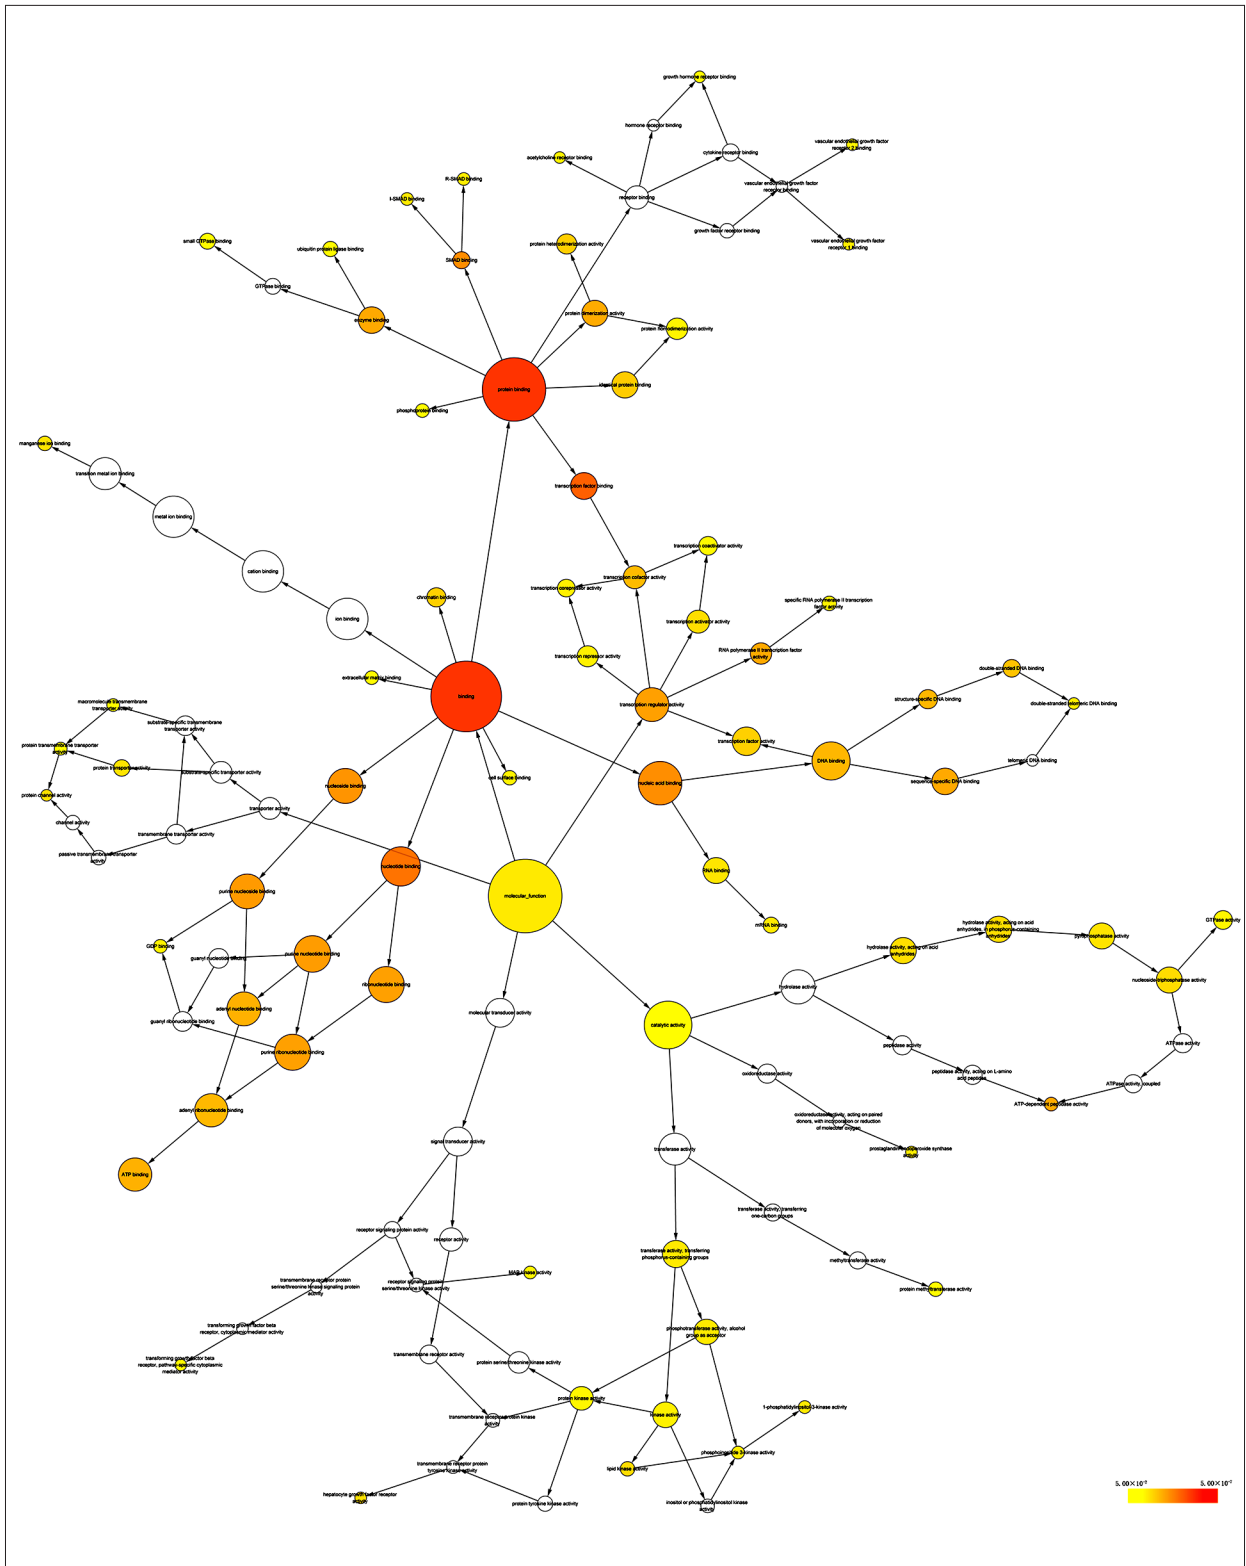 growth hormone receptor binding
hormone receptor binding
cytokine receptor binding
vascular endothelial growth factor
receptor 2 binding
acetylcholine receptor binding
vascular endothelial growth factor
receptor binding
R-SMAD binding
I-SMAD binding
receptor binding
growth factor receptor binding
vascular endothelial growth factor
receptor 1 binding
small GTPase binding
ubiquitin protein ligase binding
SMAD binding
protein heterodimerization activity
GTPase binding
enzyme binding
protein dimerization activity
protein homodimerization activity
protein binding
identical protein binding
phosphoprotein binding
manganese ion binding
transition metal ion binding
transcription factor binding
metal ion binding
cation binding
transcription coactivator activity
transcription cofactor activity
transcription corepressor activity
chromatin binding
specific RNA polymerase II transcription
factor activity
ion binding
transcription activator activity
RNA polymerase II transcription factor
activity
transcription repressor activity
extracellular matrix binding
binding
double-stranded DNA binding
structure-specific DNA binding
double-stranded telomeric DNA binding
transcription regulator activity
macromolecule transmembrane
transporter activity
substrate-specific transmembrane
transporter activity
protein transmembrane transporter
activity
transcription factor activity
DNA binding
telomeric DNA binding
protein transporter activity
substrate-specific transporter activity
cell surface binding
nucleoside binding
nucleic acid binding
sequence-specific DNA binding
protein channel activity
transporter activity
channel activity
transmembrane transporter activity
passive transmembrane transporter
activity
nucleotide binding
RNA binding
purine nucleoside binding
molecular_function
mRNA binding
GTPase activity
hydrolase activity, acting on acid
anhydrides, in phosphorus-containing
anhydrides
pyrophosphatase activity
hydrolase activity, acting on acid
anhydrides
GDP binding
guanyl nucleotide binding
purine nucleotide binding
ribonucleotide binding
hydrolase activity
nucleoside-triphosphatase activity
adenyl nucleotide binding
guanyl ribonucleotide binding
molecular transducer activity
catalytic activity
purine ribonucleotide binding
peptidase activity
ATPase activity
oxidoreductase activity
peptidase activity, acting on L-amino
acid peptides
ATPase activity, coupled
ATP-dependent peptidase activity
adenyl ribonucleotide binding
oxidoreductase activity, acting on paired
donors, with incorporation or reduction
of molecular oxygen
signal transducer activity
transferase activity
prostaglandin-endoperoxide synthase
activity
ATP binding
transferase activity, transferring
one-carbon groups
receptor signaling protein activity
receptor activity
transferase activity, transferring
phosphorus-containing groups
methyltransferase activity
MAP kinase activity
transmembrane receptor protein
serine/threonine kinase signaling protein
activity
receptor signaling protein
serine/threonine kinase activity
protein methyltransferase activity
transforming growth factor beta
receptor, cytoplasmic mediator activity
phosphotransferase activity, alcohol
group as acceptor
transforming growth factor beta
receptor, pathway-specific cytoplasmic
mediator activity
transmembrane receptor activity
protein serine/threonine kinase activity
protein kinase activity
1-phosphatidylinositol-3-kinase activity
kinase activity
transmembrane receptor protein kinase
activity
phosphoinositide 3-kinase activity
transmembrane receptor protein
tyrosine kinase activity
lipid kinase activity
hepatocyte growth factor receptor
activity
protein tyrosine kinase activity
inositol or phosphatidylinositol kinase
activity